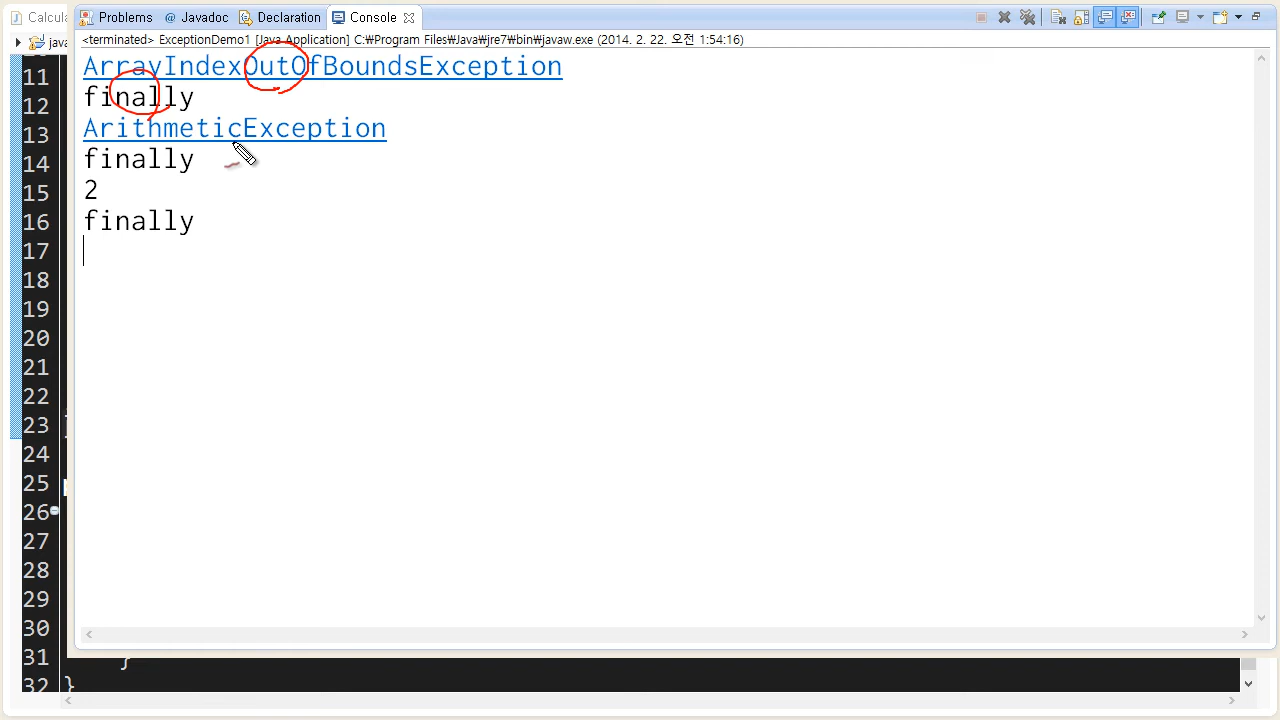 Calcula
Problems @ Javadoc Declaration Console
java
<terminated> ExceptionDemo1 [Java Application] C:₩Program Files₩Java₩jre7₩bin₩javaw.exe (2014. 2. 22. 오전 1:54:16)
ArrayIndexOutOfBoundsException
finally
ArithmeticException
finally
2
finally
11
12
13
14
15
16
17
18
19
20
21
22
23
24
25
26
27
28
29
30
31 }
32 }